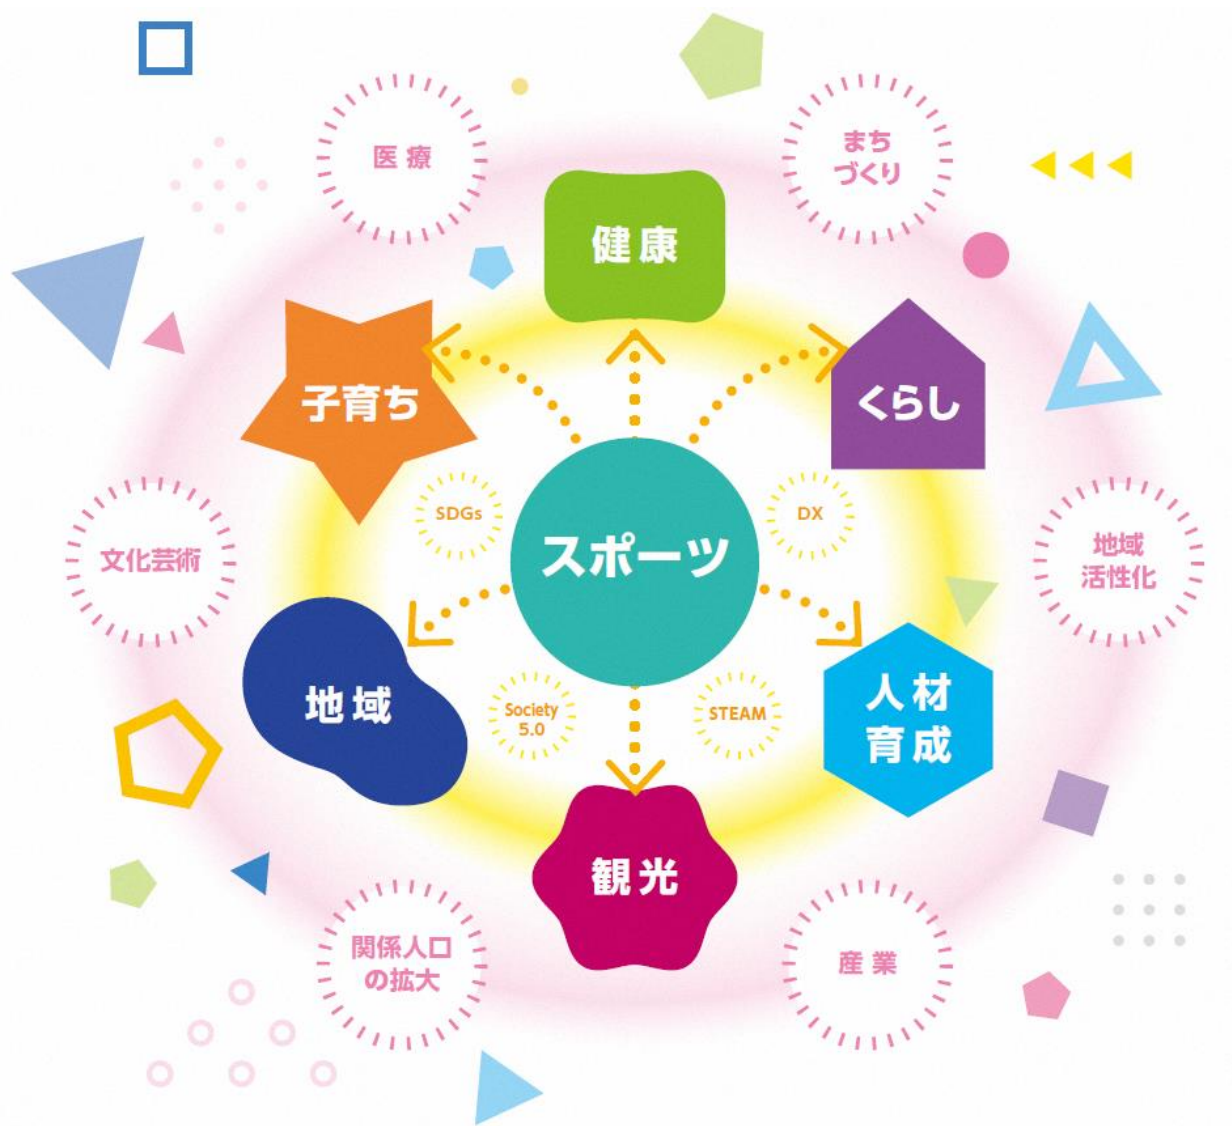 医療
まち
づくり
健康
子育ち
くらし
SDGs
DX
スポーツ
文化芸術
地域
活性化
地域
Society
5.0
STEAM
人材
育成
観光
関係人口
の拡大
産業